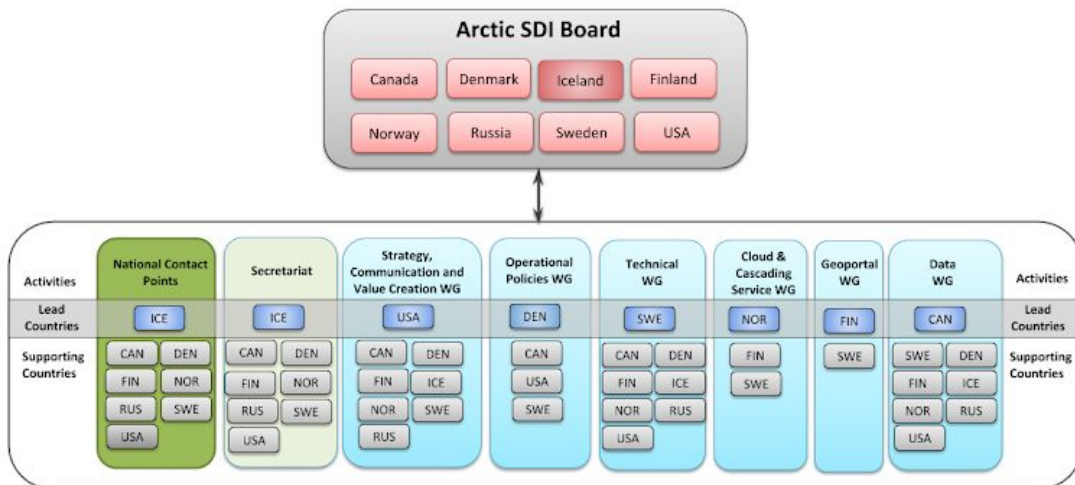 Arctic SDI Board
Canada Denmark Iceland Finland
Norway Russia Sweden USA
Activities
National Contact
Points
Secretariat
Strategy,
Communication and
Value Creation WG
Operational
Policies WG
Technical
WG
Cloud &
Cascading
Service WG
Geoportal
WG
Data
WG
Activities
Lead
Countries
ICE
ICE
USA
DEN
SWE
NOR
FIN
CAN
Lead
Countries
Supporting
Countries
CAN DEN
FIN NOR
RUS SWE
USA
CAN DEN
FIN NOR
RUS SWE
USA
CAN DEN
FIN ICE
NOR SWE
RUS
CAN
USA
SWE
CAN DEN
FIN ICE
NOR RUS
USA
FIN
SWE
SWE
SWE DEN
FIN ICE
NOR RUS
USA
Supporting
Countries